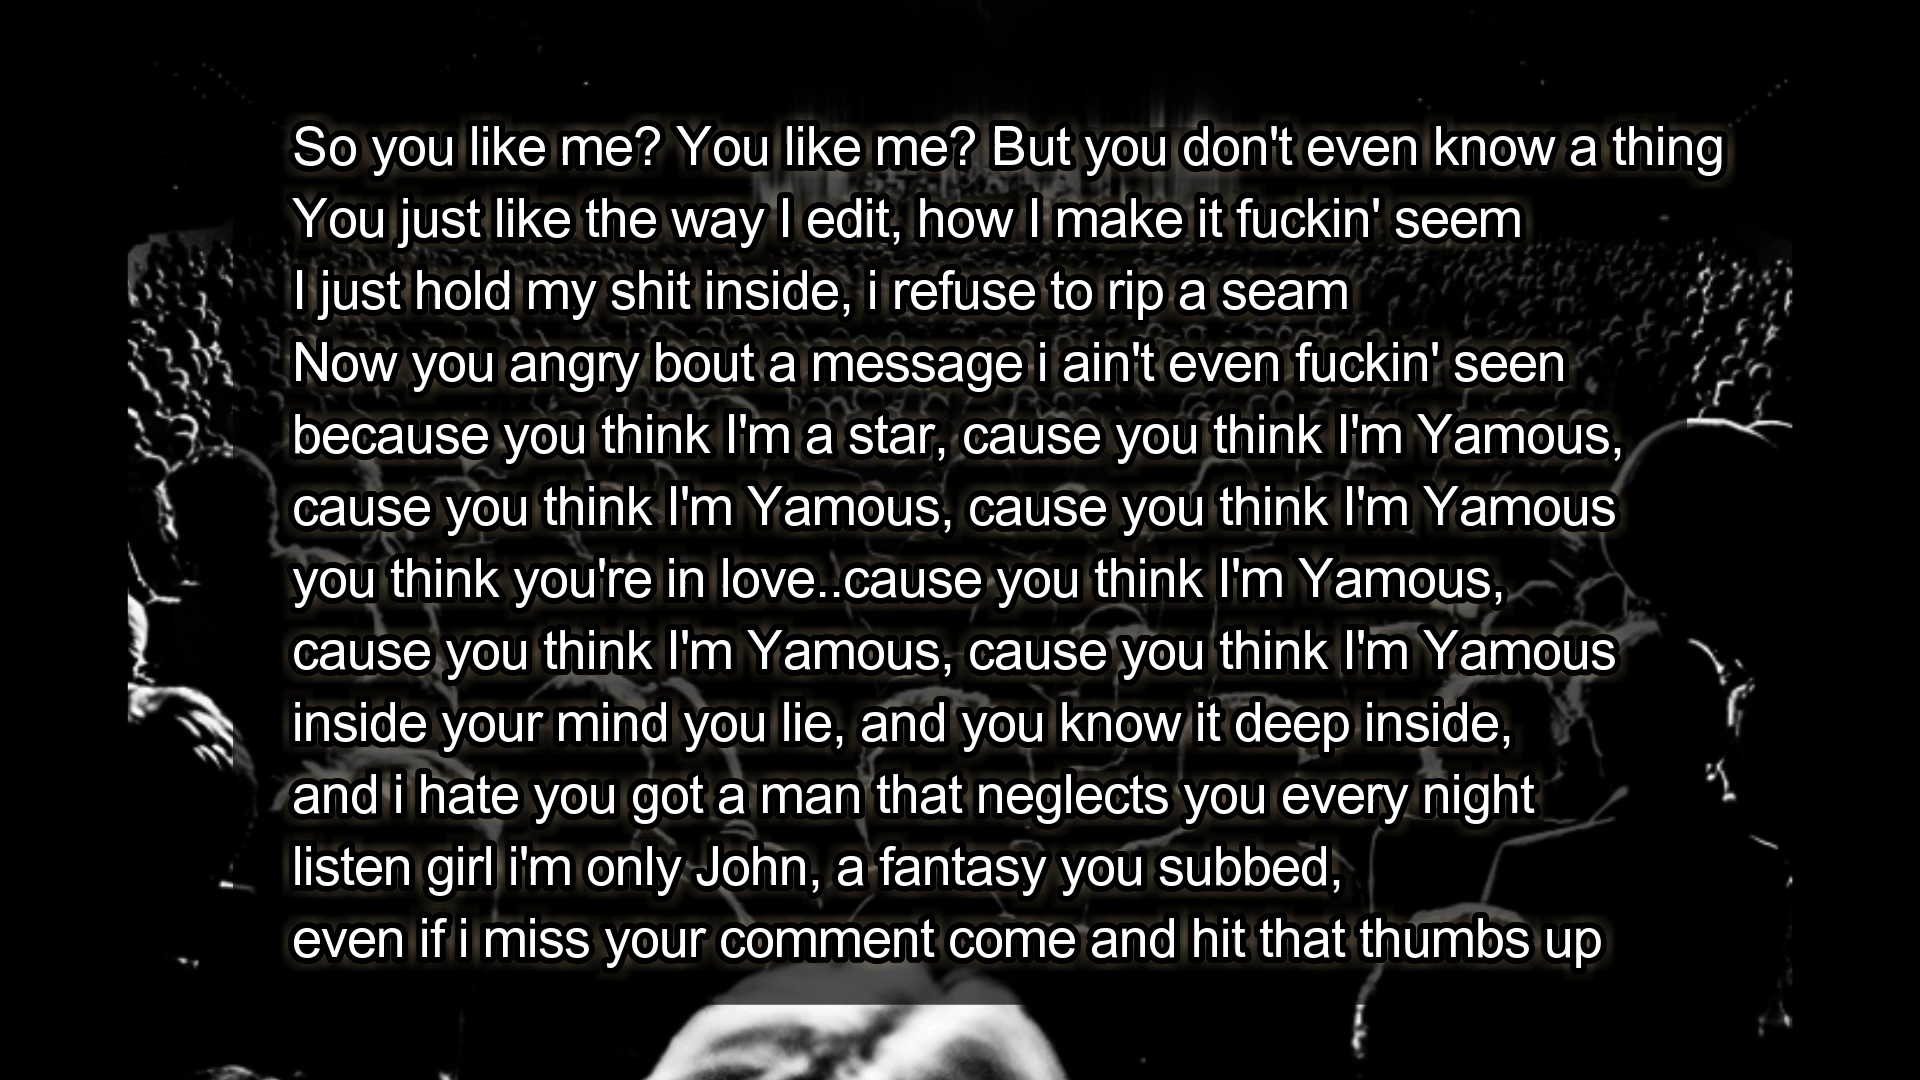 So you like me? You like me? But you don't even know a thing
You just like the way I edit, how I make it fuckin' seem
I just hold my shit inside, i refuse to rip a seam
Now you angry bout a message i ain't even fuckin' seen
because you think I'm a star, cause you think I'm Yamous,
cause you think I'm Yamous, cause you think I'm Yamous
you think you're in love..cause you think I'm Yamous,
cause you think I'm Yamous, cause you think I'm Yamous
inside your mind you lie, and you know it deep inside,
and i hate you got a man that neglects you every night
listen girl i'm only John, a fantasy you subbed,
even if i miss your comment come and hit that thumbs up